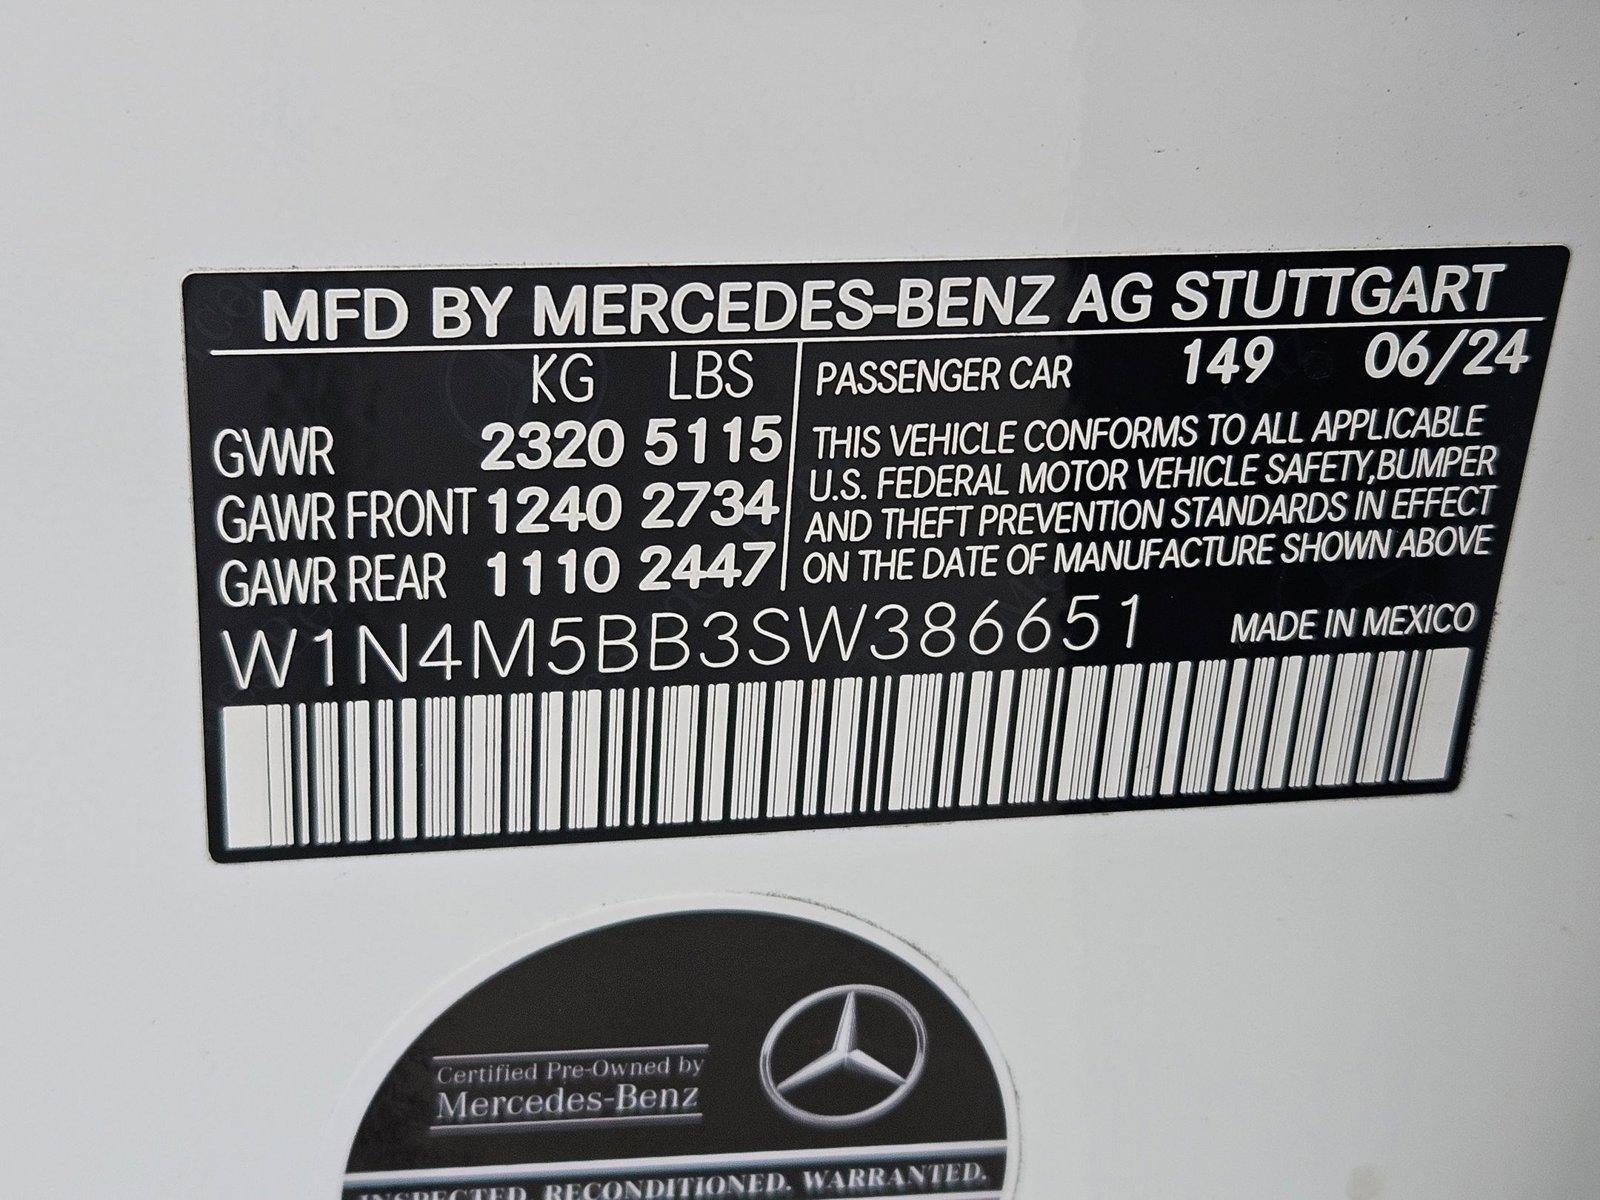 MFD BY MERCEDES-BENZ AG STUTTGART
KG LBS
GVWR 2320 5115
GAWR FRONT 1240 2734
GAWR REAR 1110 2447
PASSENGER CAR 149 06/24
THIS VEHICLE CONFORMS TO ALL APPLICABLE
U.S. FEDERAL MOTOR VEHICLE SAFETY,BUMPER
AND THEFT PREVENTION STANDARDS IN EFFECT
ON THE DATE OF MANUFACTURE SHOWN ABOVE
W1N4M5BB3SW386651 MADE IN MEXICO
Certified Pre-Owned by
Mercedes-Benz
INSPECTED. RECONDITIONED. WARRANTED.